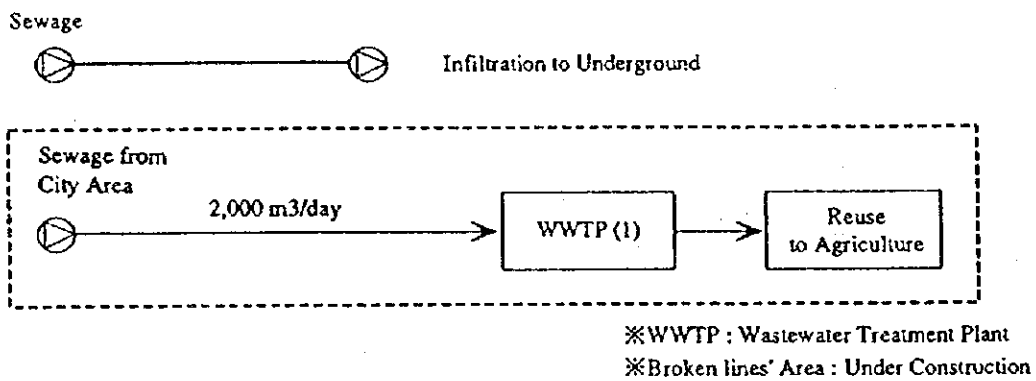 Sewage
Infiltration to Underground
Sewage from
City Area
2,000 m3/day
WWTP (1)
Reuse
to Agriculture
※WWTP : Wastewater Treatment Plant
※Broken lines' Area : Under Construction